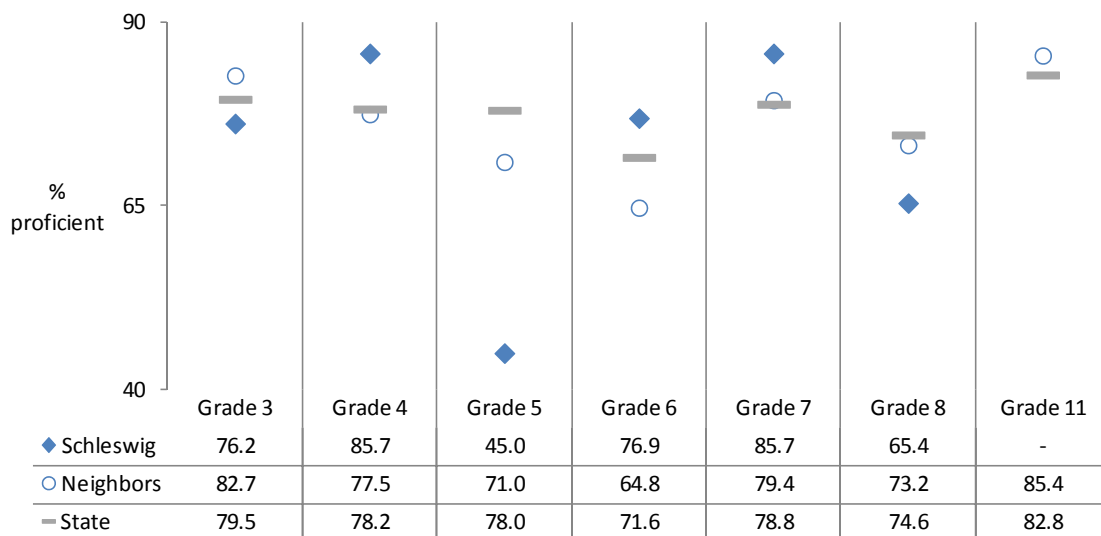 90
65
40
%
proficient
Grade 3 Grade 4 Grade 5 Grade 6 Grade 7 Grade 8 Grade 11
Schleswig 76.2 85.7 45.0 76.9 85.7 65.4 -
Neighbors 82.7 77.5 71.0 64.8 79.4 73.2 85.4
State 79.5 78.2 78.0 71.6 78.8 74.6 82.8